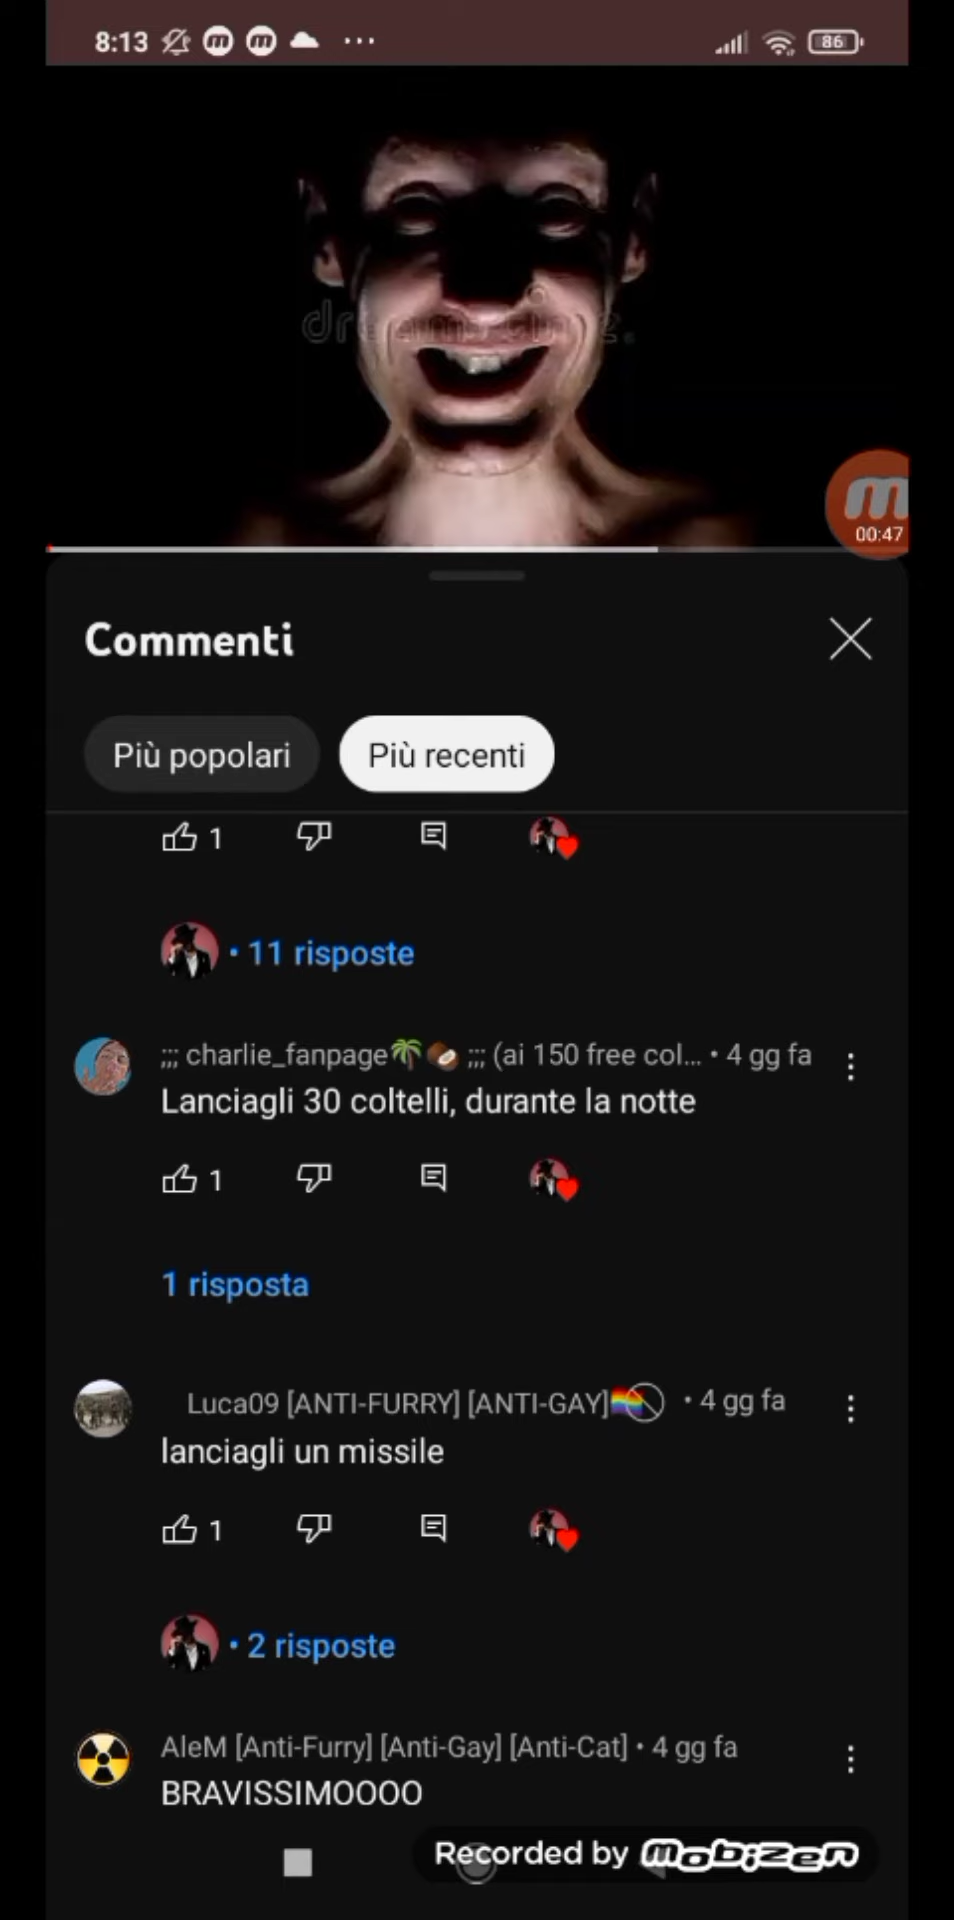 8:13
86
dreamstime.
00:47
Commenti
Più popolari
Più recenti
1
• 11 risposte
;;; charlie_fanpage🌴🥥 ;;; (ai 150 free col... • 4 gg fa
Lanciagli 30 coltelli, durante la notte
1
1 risposta
Luca09 [ANTI-FURRY] [ANTI-GAY]🏳️‍🌈🚫 • 4 gg fa
lanciagli un missile
1
• 2 risposte
AleM [Anti-Furry] [Anti-Gay] [Anti-Cat] • 4 gg fa
BRAVISSIMOOOO
Recorded by mobizen